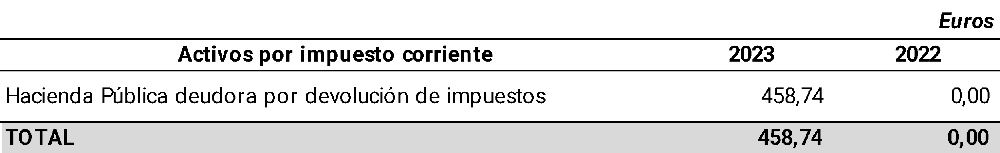 Euros
Activos por impuesto corriente 2023 2022
Hacienda Pública deudora por devolución de impuestos 458,74 0,00
TOTAL 458,74 0,00